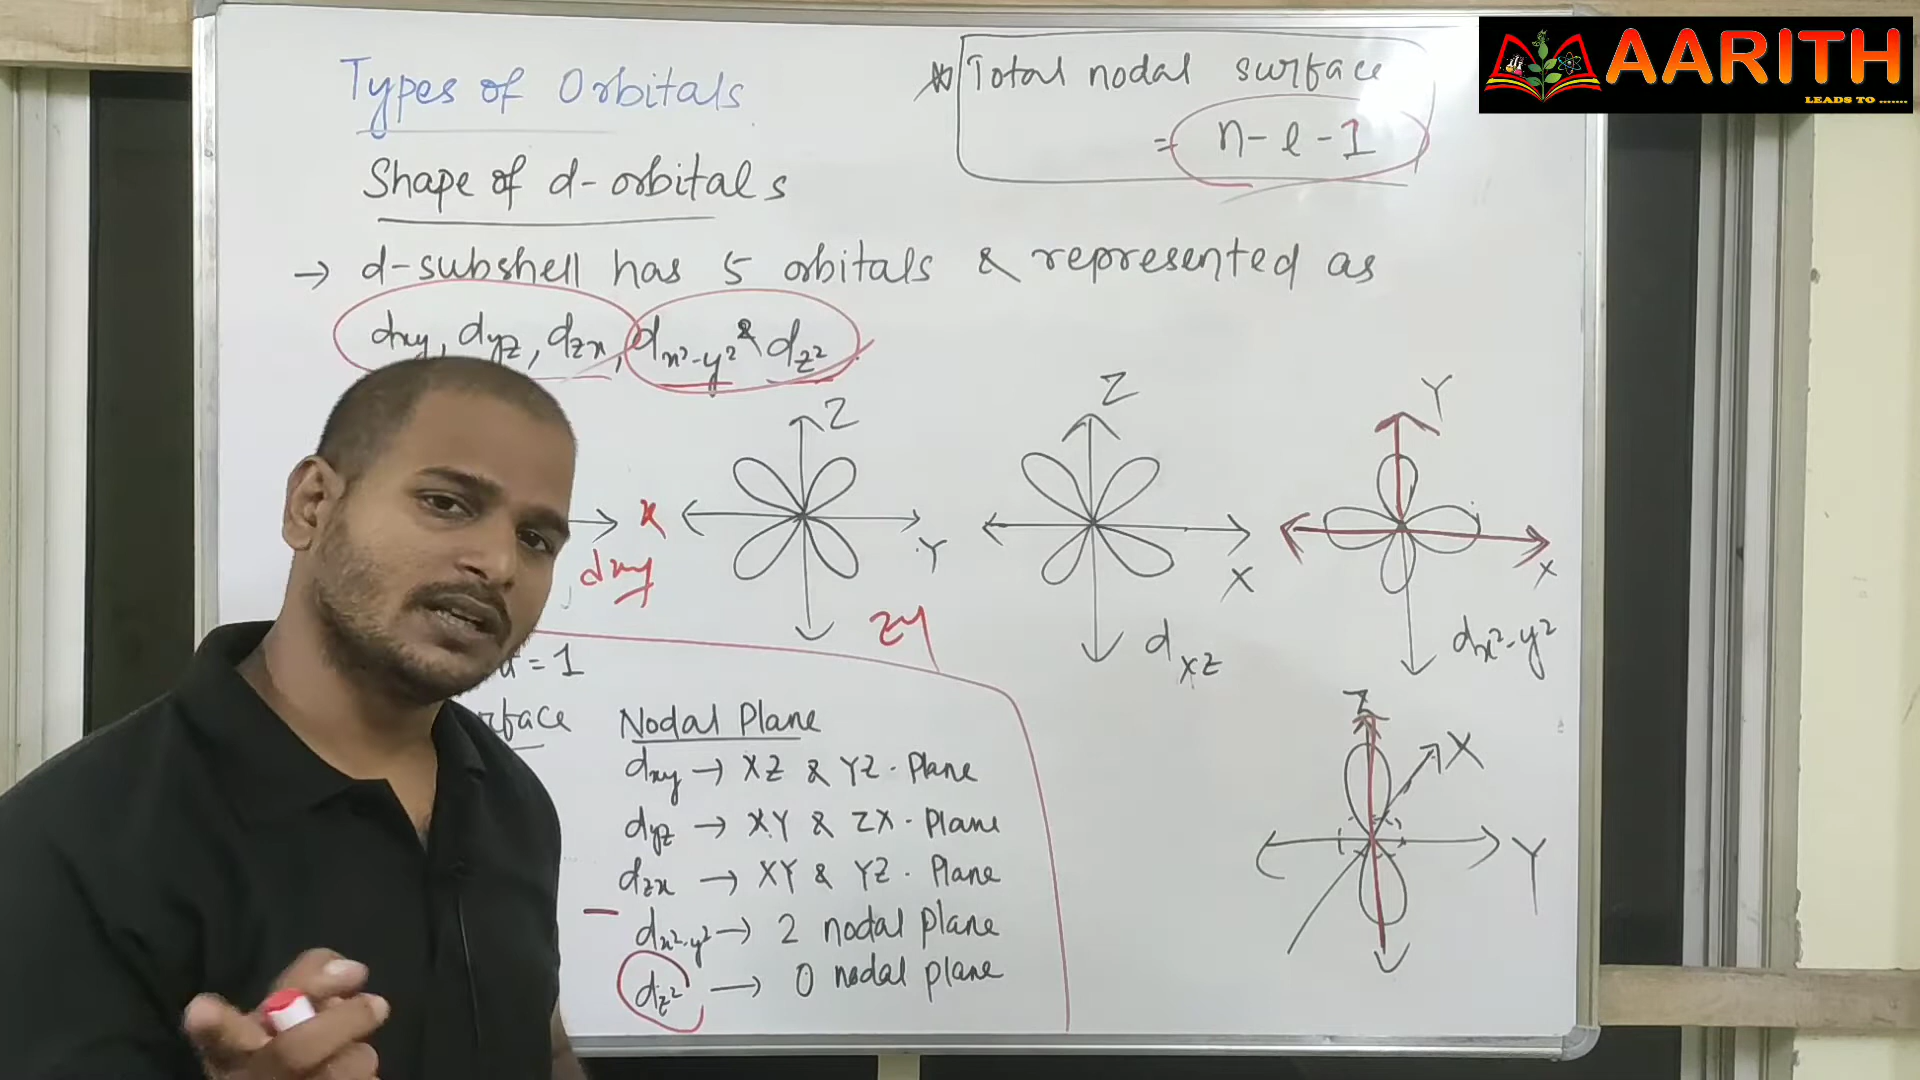 AARITH
LEADS TO .......
Types of Orbitals
Total nodal surface
= n-l-1
Shape of d-orbitals
→ d-subshell has 5 orbitals & represented as
dxy, dyz, dzx, dx²-y² & dz²
x
dxy
Z
Y
ZY
Z
X
dxz
Y
X
dx²-y²
= 1
Nodal Plane
dxy → XZ & YZ-Plane
dyz → XY & ZX-Plane
dzx → XY & YZ-Plane
dx²-y² → 2 nodal plane
dz² → 0 nodal plane
Z
X
Y